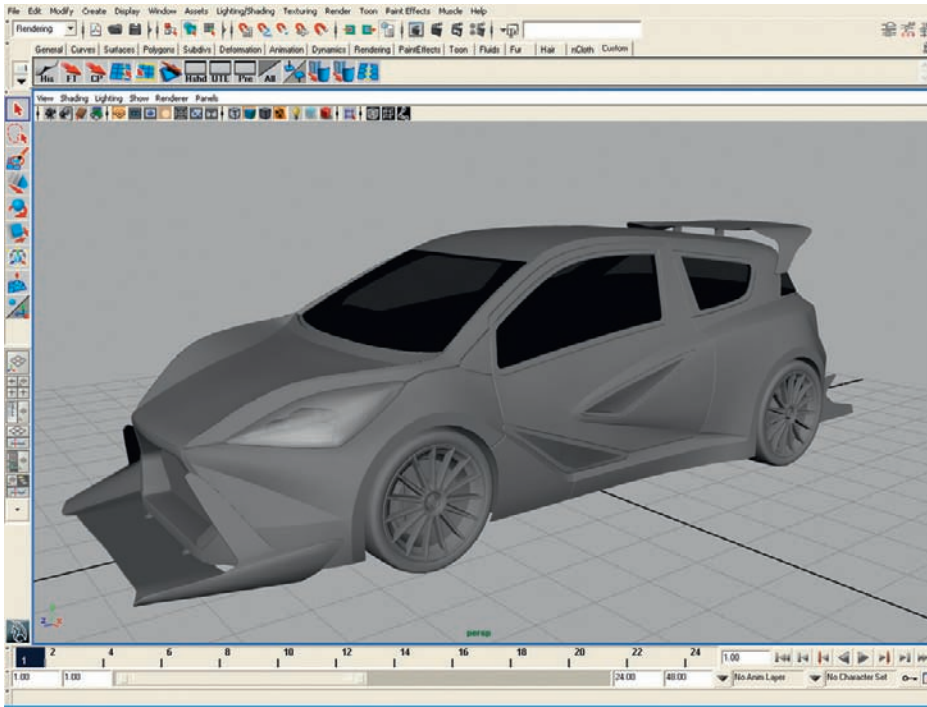 File Edit Modify Create Display Window Assets Lighting/Shading Texturing Render Toon Paint Effects Muscle Help
Rendering
General Curves Surfaces Polygons Subdivs Deformation Animation Dynamics Rendering PaintEffects Toon Fluids Fur Hair nCloth Custom
His FT CP Hshd UTE Pre All
View Shading Lighting Show Renderer Panels
persp
1 2 4 6 8 10 12 14 16 18 20 22 24 1.00
1.00 1.00 24.00 48.00 No Anim Layer No Character Set